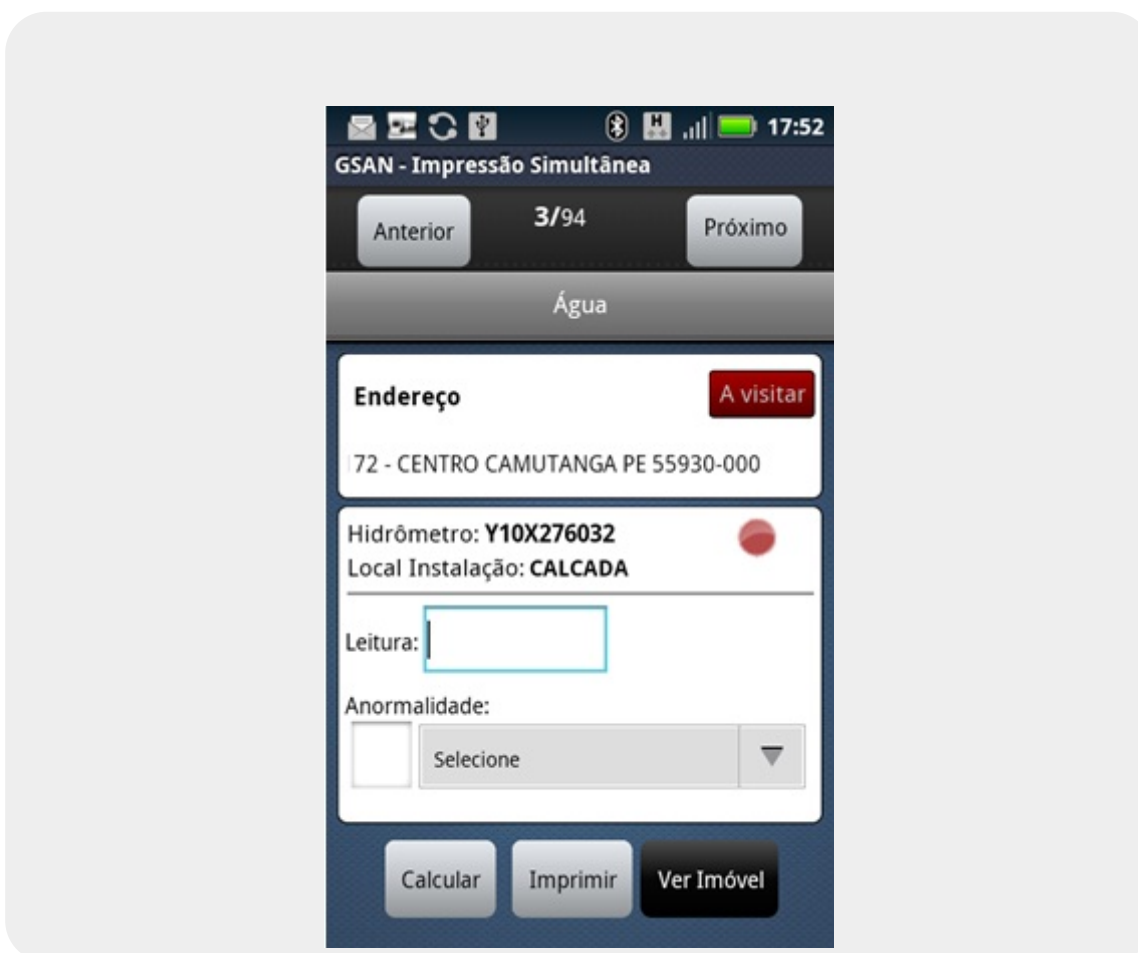 H
17:52
GSAN - Impressão Simultânea
Anterior
3/94
Próximo
Água
Endereço
A visitar
72 - CENTRO CAMUTANGA PE 55930-000
Hidrômetro: Y10X276032
Local Instalação: CALCADA
Leitura:
Anormalidade:
Selecione
Calcular
Imprimir
Ver Imóvel